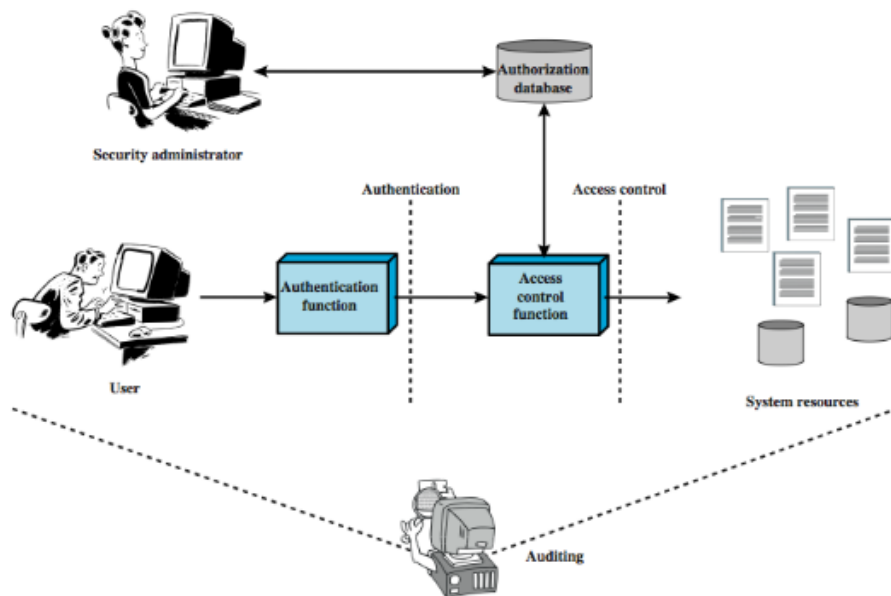 Authorization
database
Security administrator
Authentication
Access control
Authentication
function
Access
control
function
User
System resources
Auditing